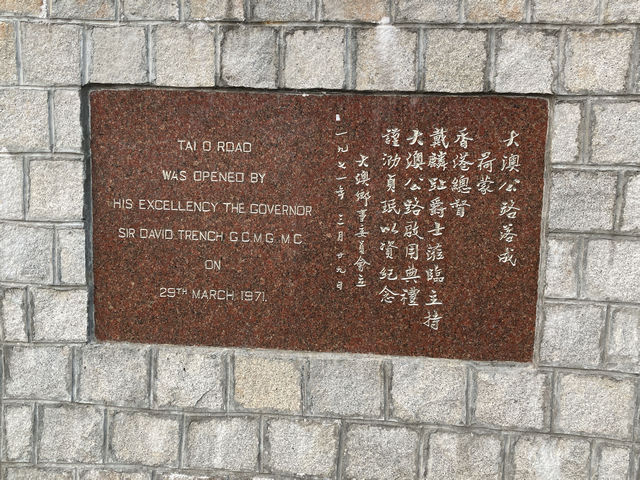 TAI O ROAD
WAS OPENED BY
HIS EXCELLENCY THE GOVERNOR
SIR DAVID TRENCH G.C.M.G. M.C.
ON
29TH MARCH 1971.
大澳公路落成
荷蒙
香港總督
戴麟趾爵士蒞臨主持
大澳公路啟用典禮
謹泐貞珉以資紀念
大澳鄉事委員會立
一九七一年三月廿九日